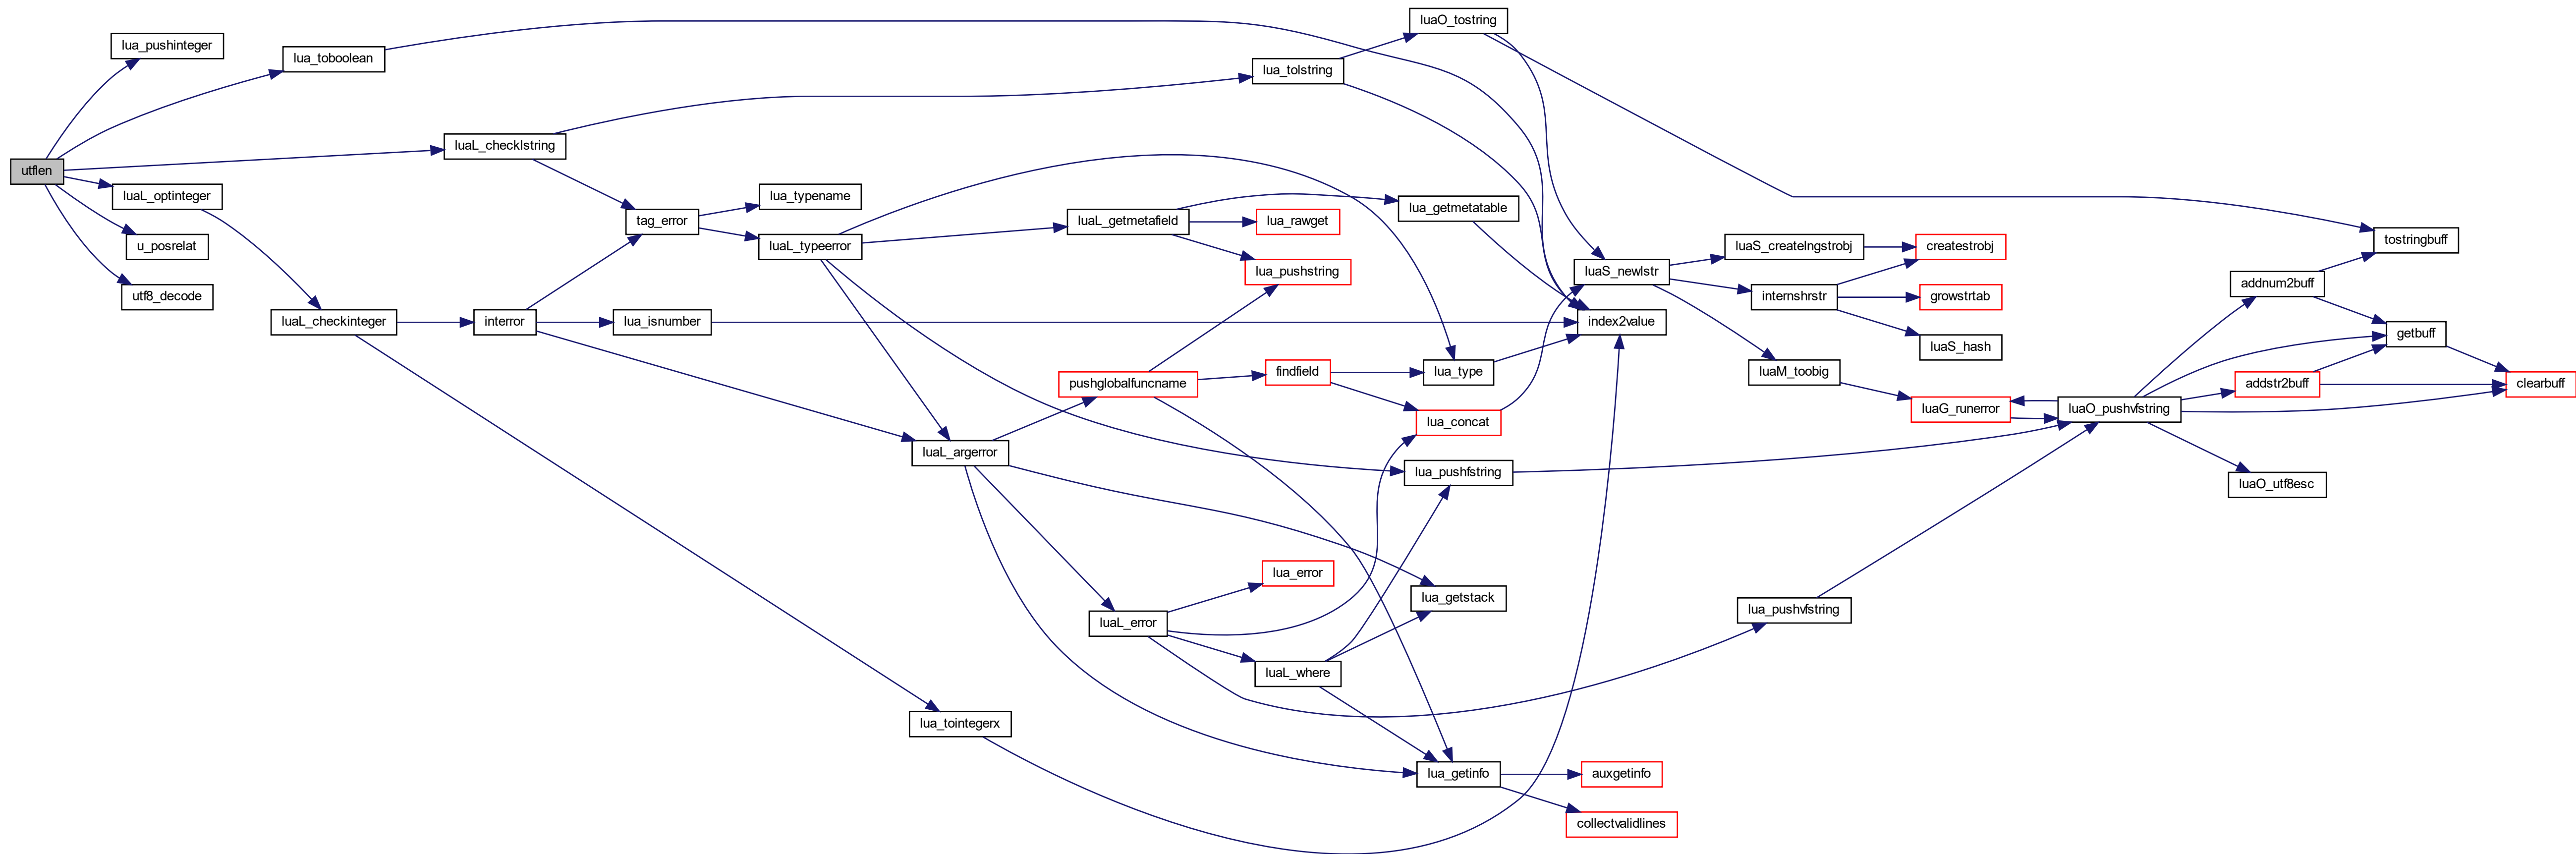 utflen
lua_pushinteger
lua_toboolean
luaL_checklstring
luaL_optinteger
u_posrelat
utf8_decode
luaL_checkinteger
interror
tag_error
lua_isnumber
lua_typename
luaL_typeerror
luaL_argerror
lua_tointegerx
luaL_getmetafield
pushglobalfuncname
luaL_error
lua_tolstring
lua_rawget
lua_pushstring
findfield
lua_error
luaL_where
luaO_tostring
lua_getmetatable
lua_type
lua_concat
lua_pushfstring
lua_getstack
lua_getinfo
luaS_newlstr
index2value
auxgetinfo
collectvalidlines
luaS_createlngstrobj
internshrstr
luaM_toobig
lua_pushvfstring
createstrobj
growstrtab
luaS_hash
luaG_runerror
luaO_pushvfstring
addnum2buff
addstr2buff
luaO_utf8esc
tostringbuff
getbuff
clearbuff